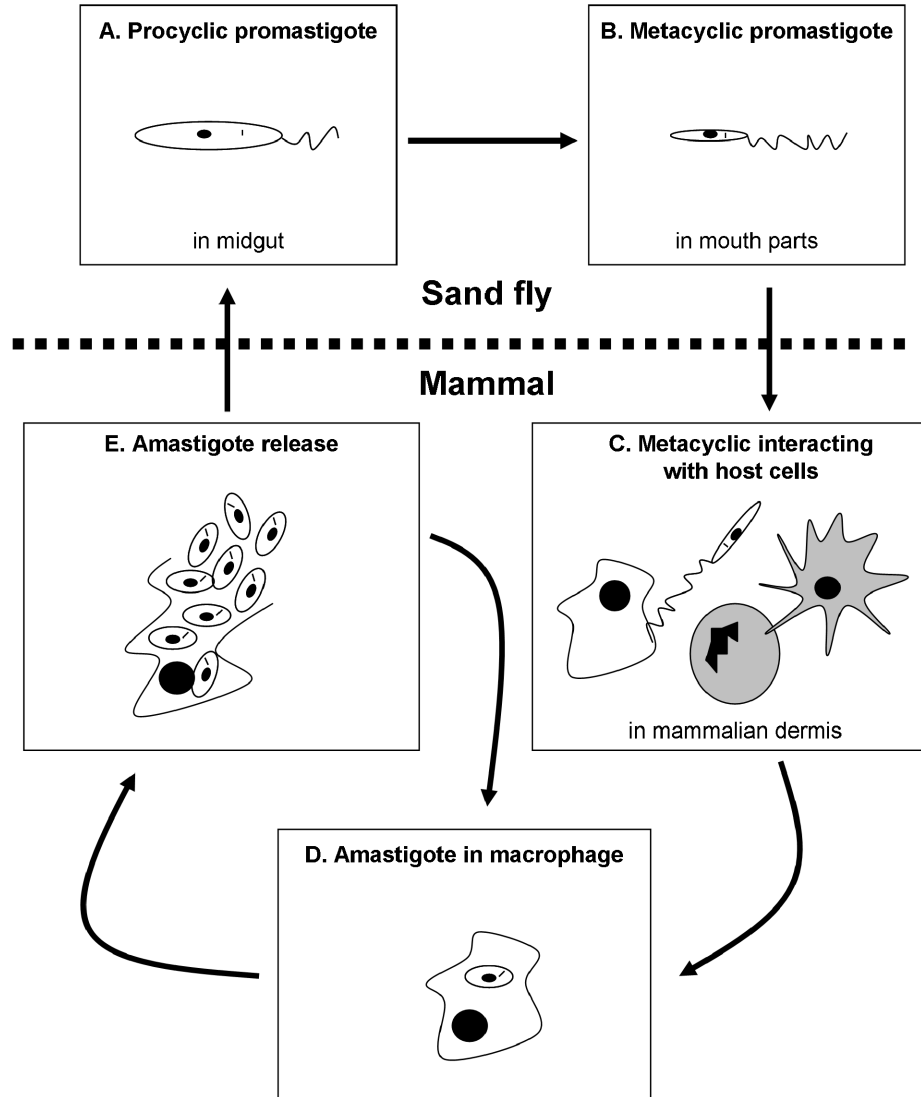 A. Procyclic promastigote
in midgut
B. Metacyclic promastigote
in mouth parts
Sand fly
Mammal
E. Amastigote release
C. Metacyclic interacting
with host cells
in mammalian dermis
D. Amastigote in macrophage